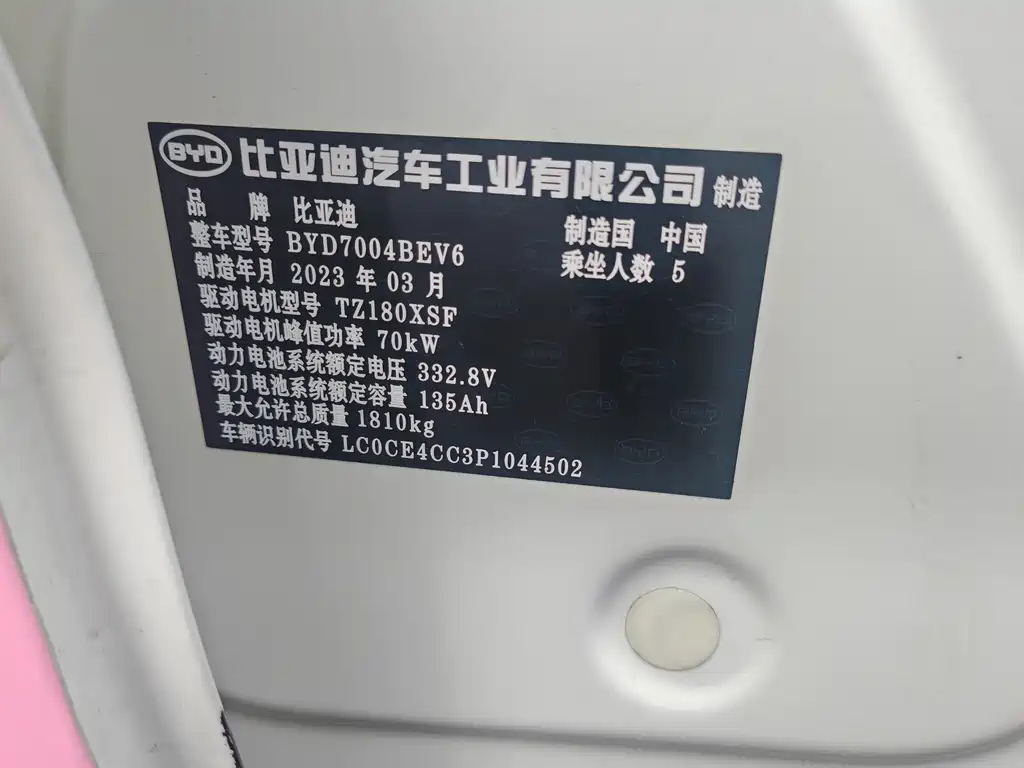 BYD 比亚迪汽车工业有限公司 制造
品 牌 比亚迪
制造国 中国
整车型号 BYD7004BEV6
乘坐人数 5
制造年月 2023 年 03 月
驱动电机型号 TZ180XSF
驱动电机峰值功率 70kW
动力电池系统额定电压 332.8V
动力电池系统额定容量 135Ah
最大允许总质量 1810kg
车辆识别代号 LC0CE4CC3P1044502